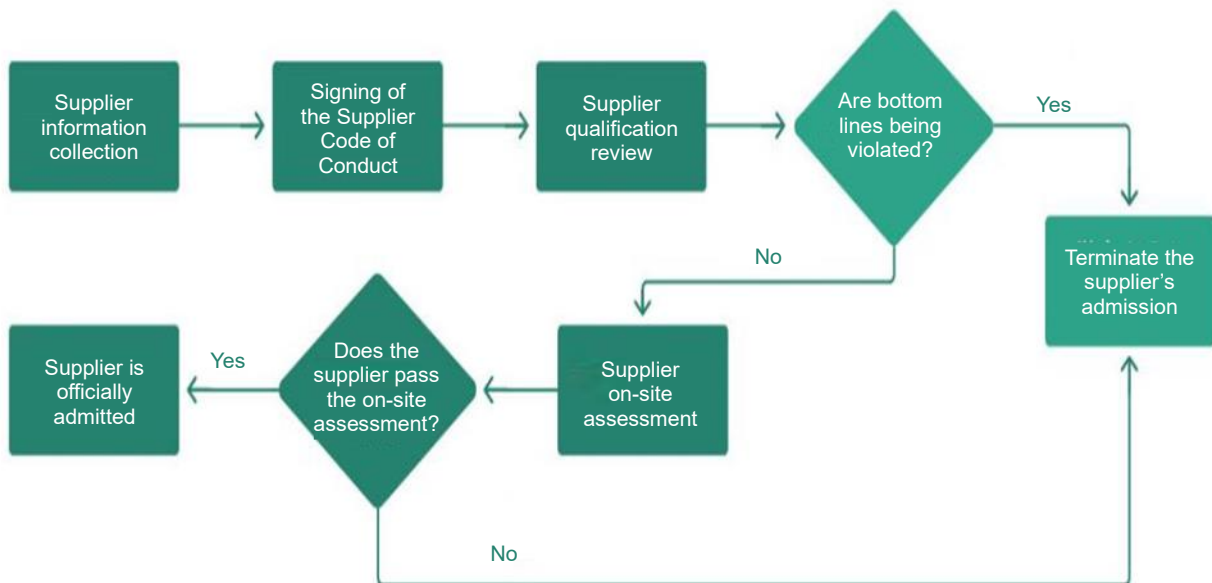 Supplier
information
collection
Signing of
the Supplier
Code of
Conduct
Supplier
qualification
review
Are bottom
lines being
violated?
Yes
Terminate the
supplier's
admission
No
Supplier
on-site
assessment
Does the
supplier pass
the on-site
assessment?
Yes
Supplier is
officially
admitted
No